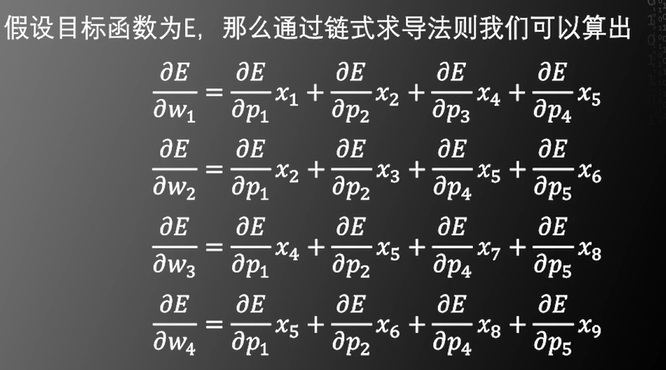 假设目标函数为E，那么通过链式求导法则我们可以算出
∂E/∂w₁ = ∂E/∂p₁ x₁ + ∂E/∂p₂ x₂ + ∂E/∂p₃ x₄ + ∂E/∂p₄ x₅
∂E/∂w₂ = ∂E/∂p₁ x₂ + ∂E/∂p₂ x₃ + ∂E/∂p₄ x₅ + ∂E/∂p₅ x₆
∂E/∂w₃ = ∂E/∂p₁ x₄ + ∂E/∂p₂ x₅ + ∂E/∂p₄ x₇ + ∂E/∂p₅ x₈
∂E/∂w₄ = ∂E/∂p₁ x₅ + ∂E/∂p₂ x₆ + ∂E/∂p₄ x₈ + ∂E/∂p₅ x₉